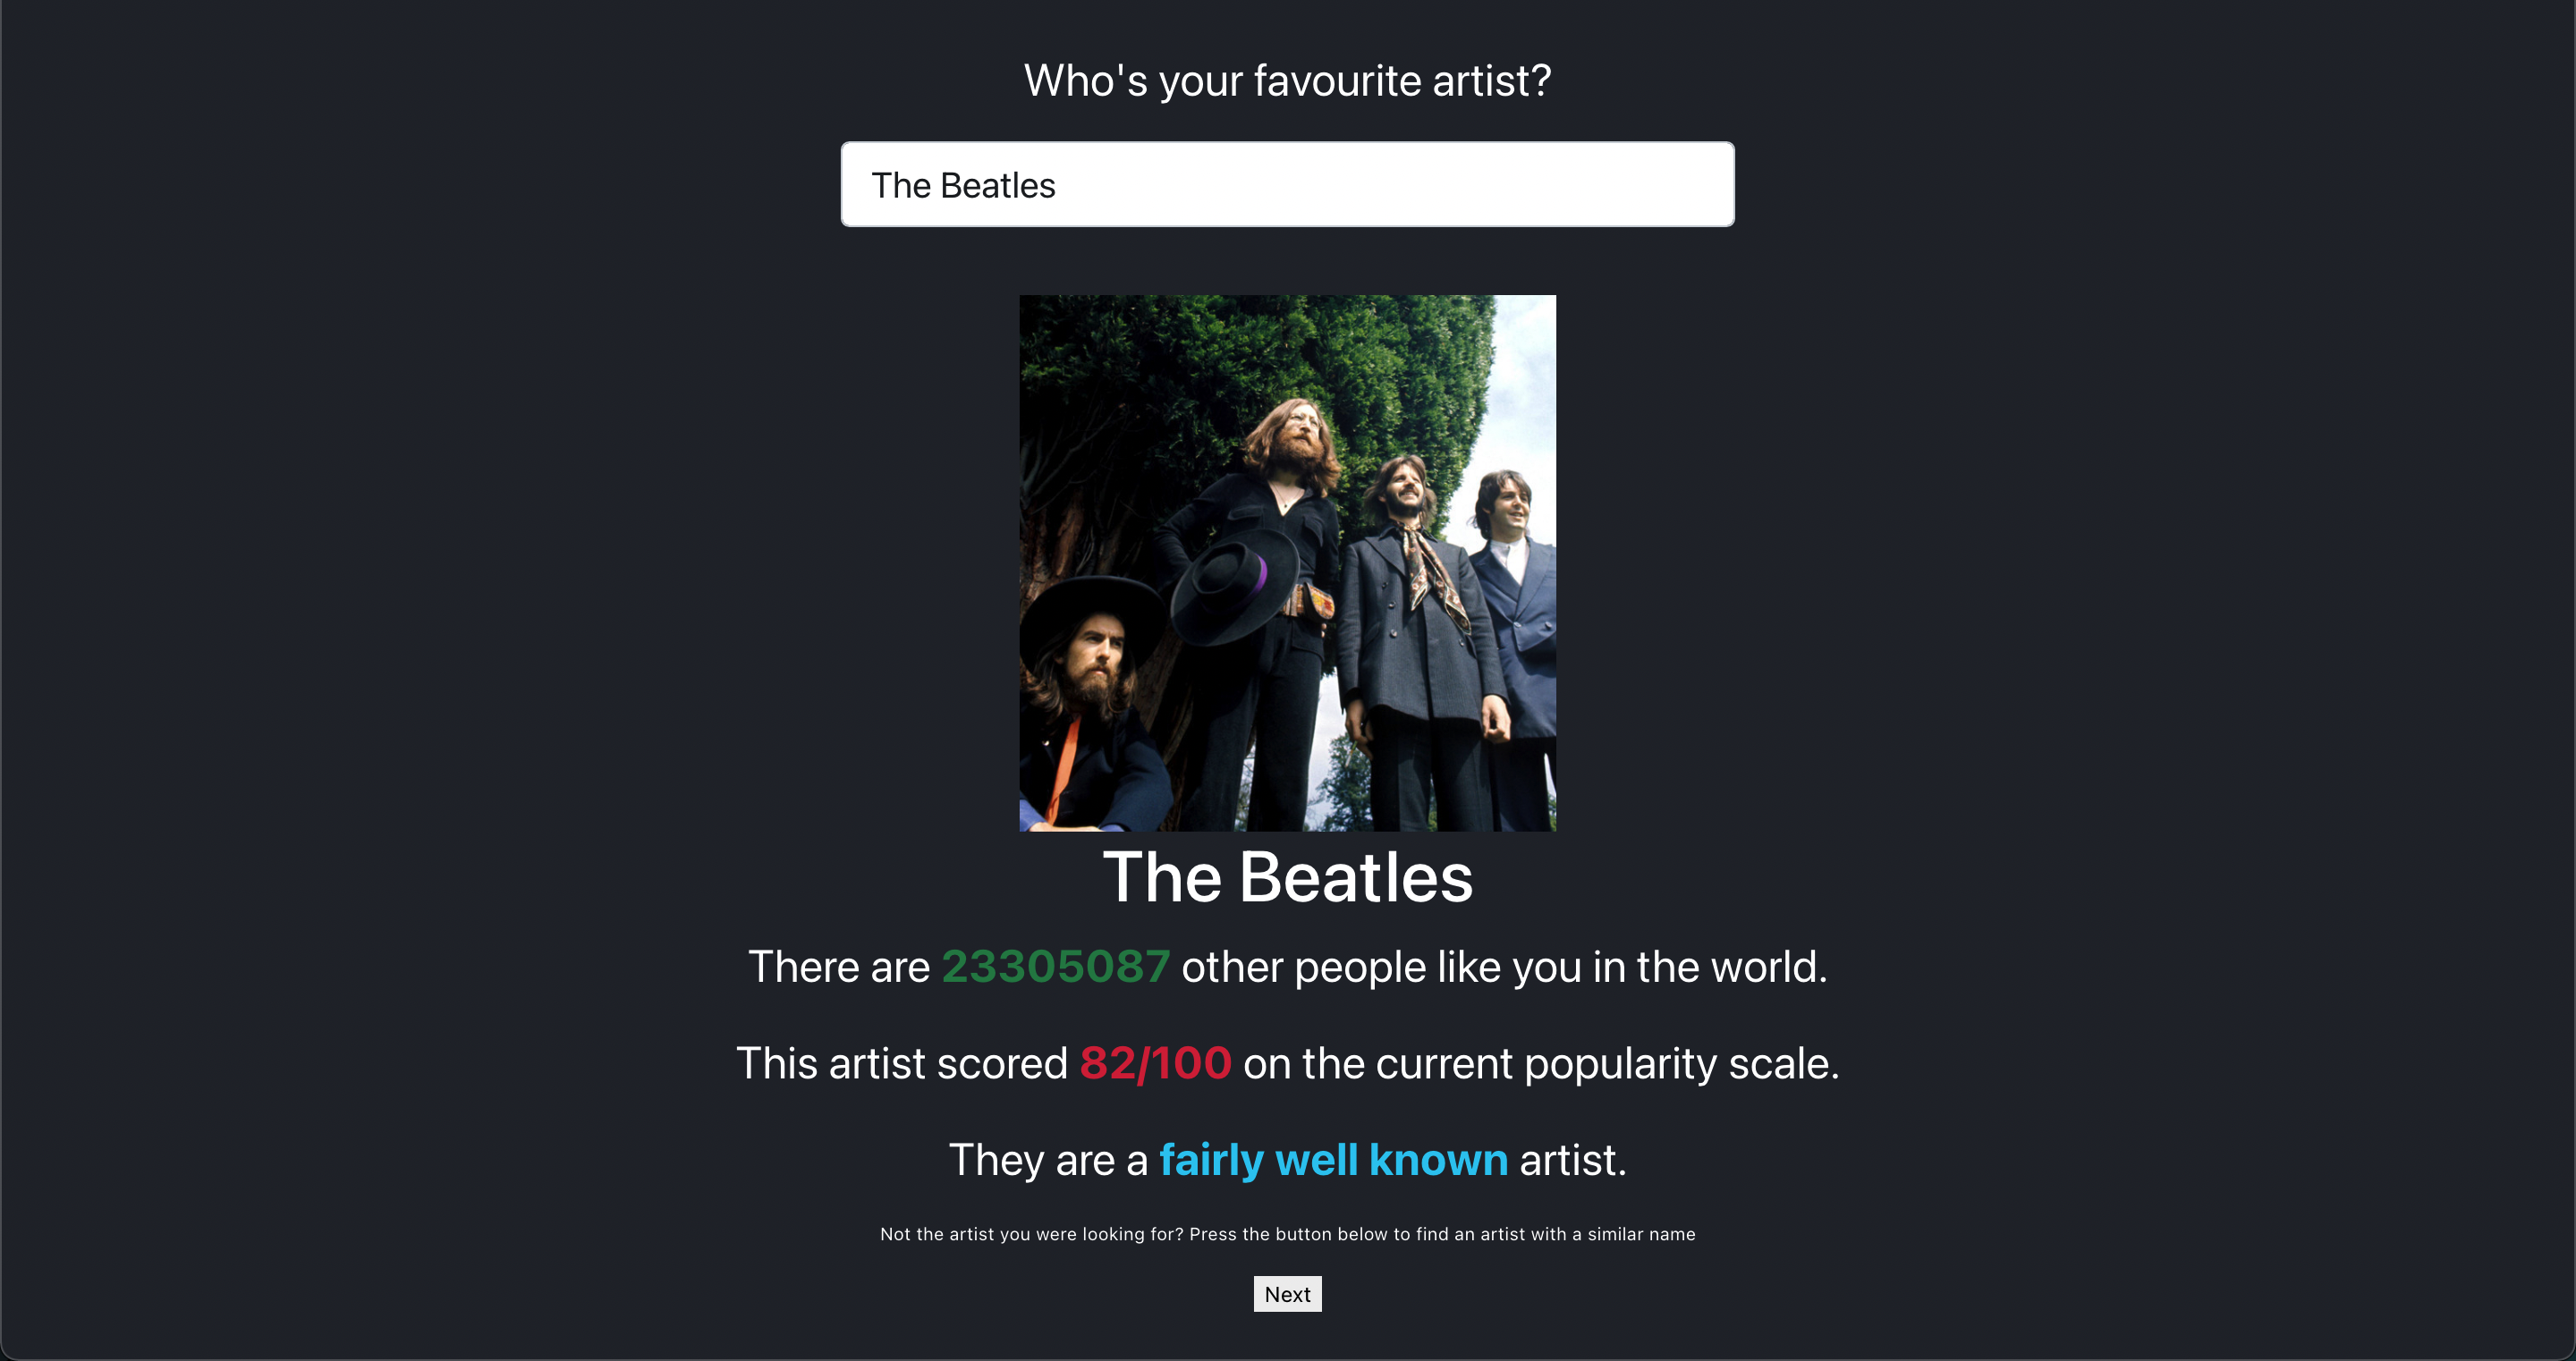 Who's your favourite artist?
The Beatles
The Beatles
There are 23305087 other people like you in the world.
This artist scored 82/100 on the current popularity scale.
They are a fairly well known artist.
Not the artist you were looking for? Press the button below to find an artist with a similar name
Next